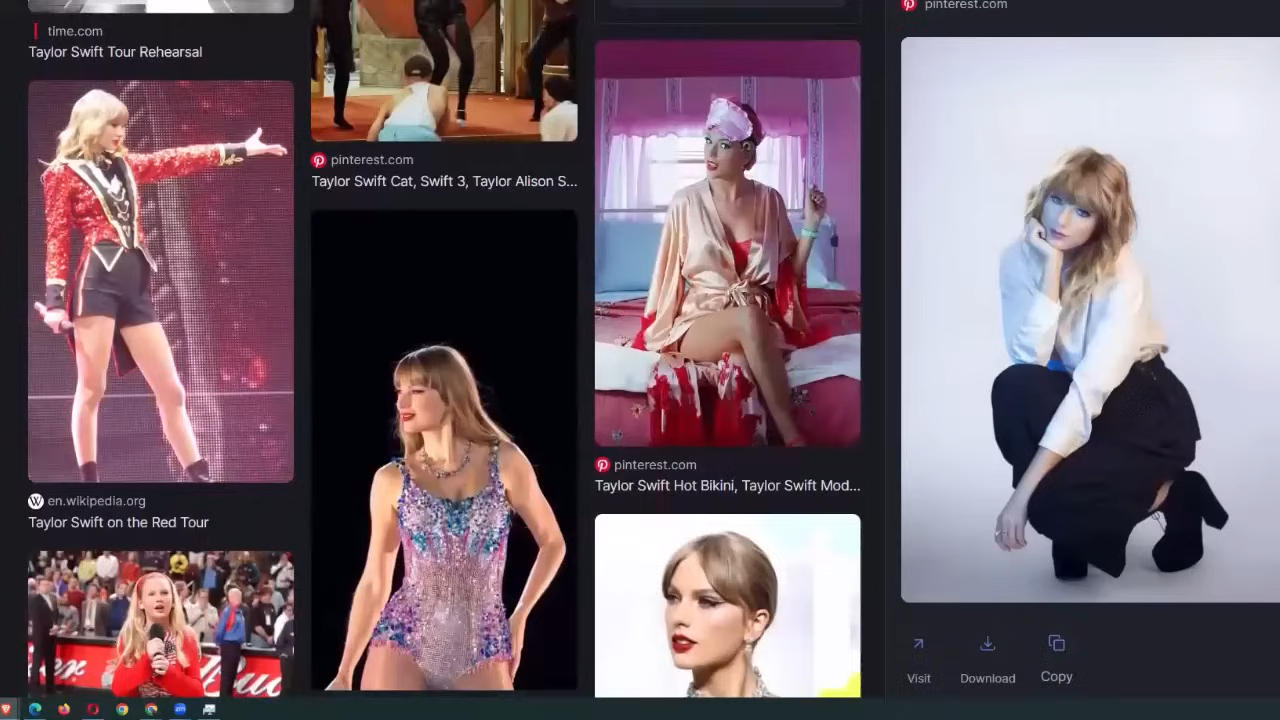 time.com
Taylor Swift Tour Rehearsal
en.wikipedia.org
Taylor Swift on the Red Tour
pinterest.com
Taylor Swift Cat, Swift 3, Taylor Alison S...
pinterest.com
Taylor Swift Hot Bikini, Taylor Swift Mod...
pinterest.com
Visit
Download
Copy